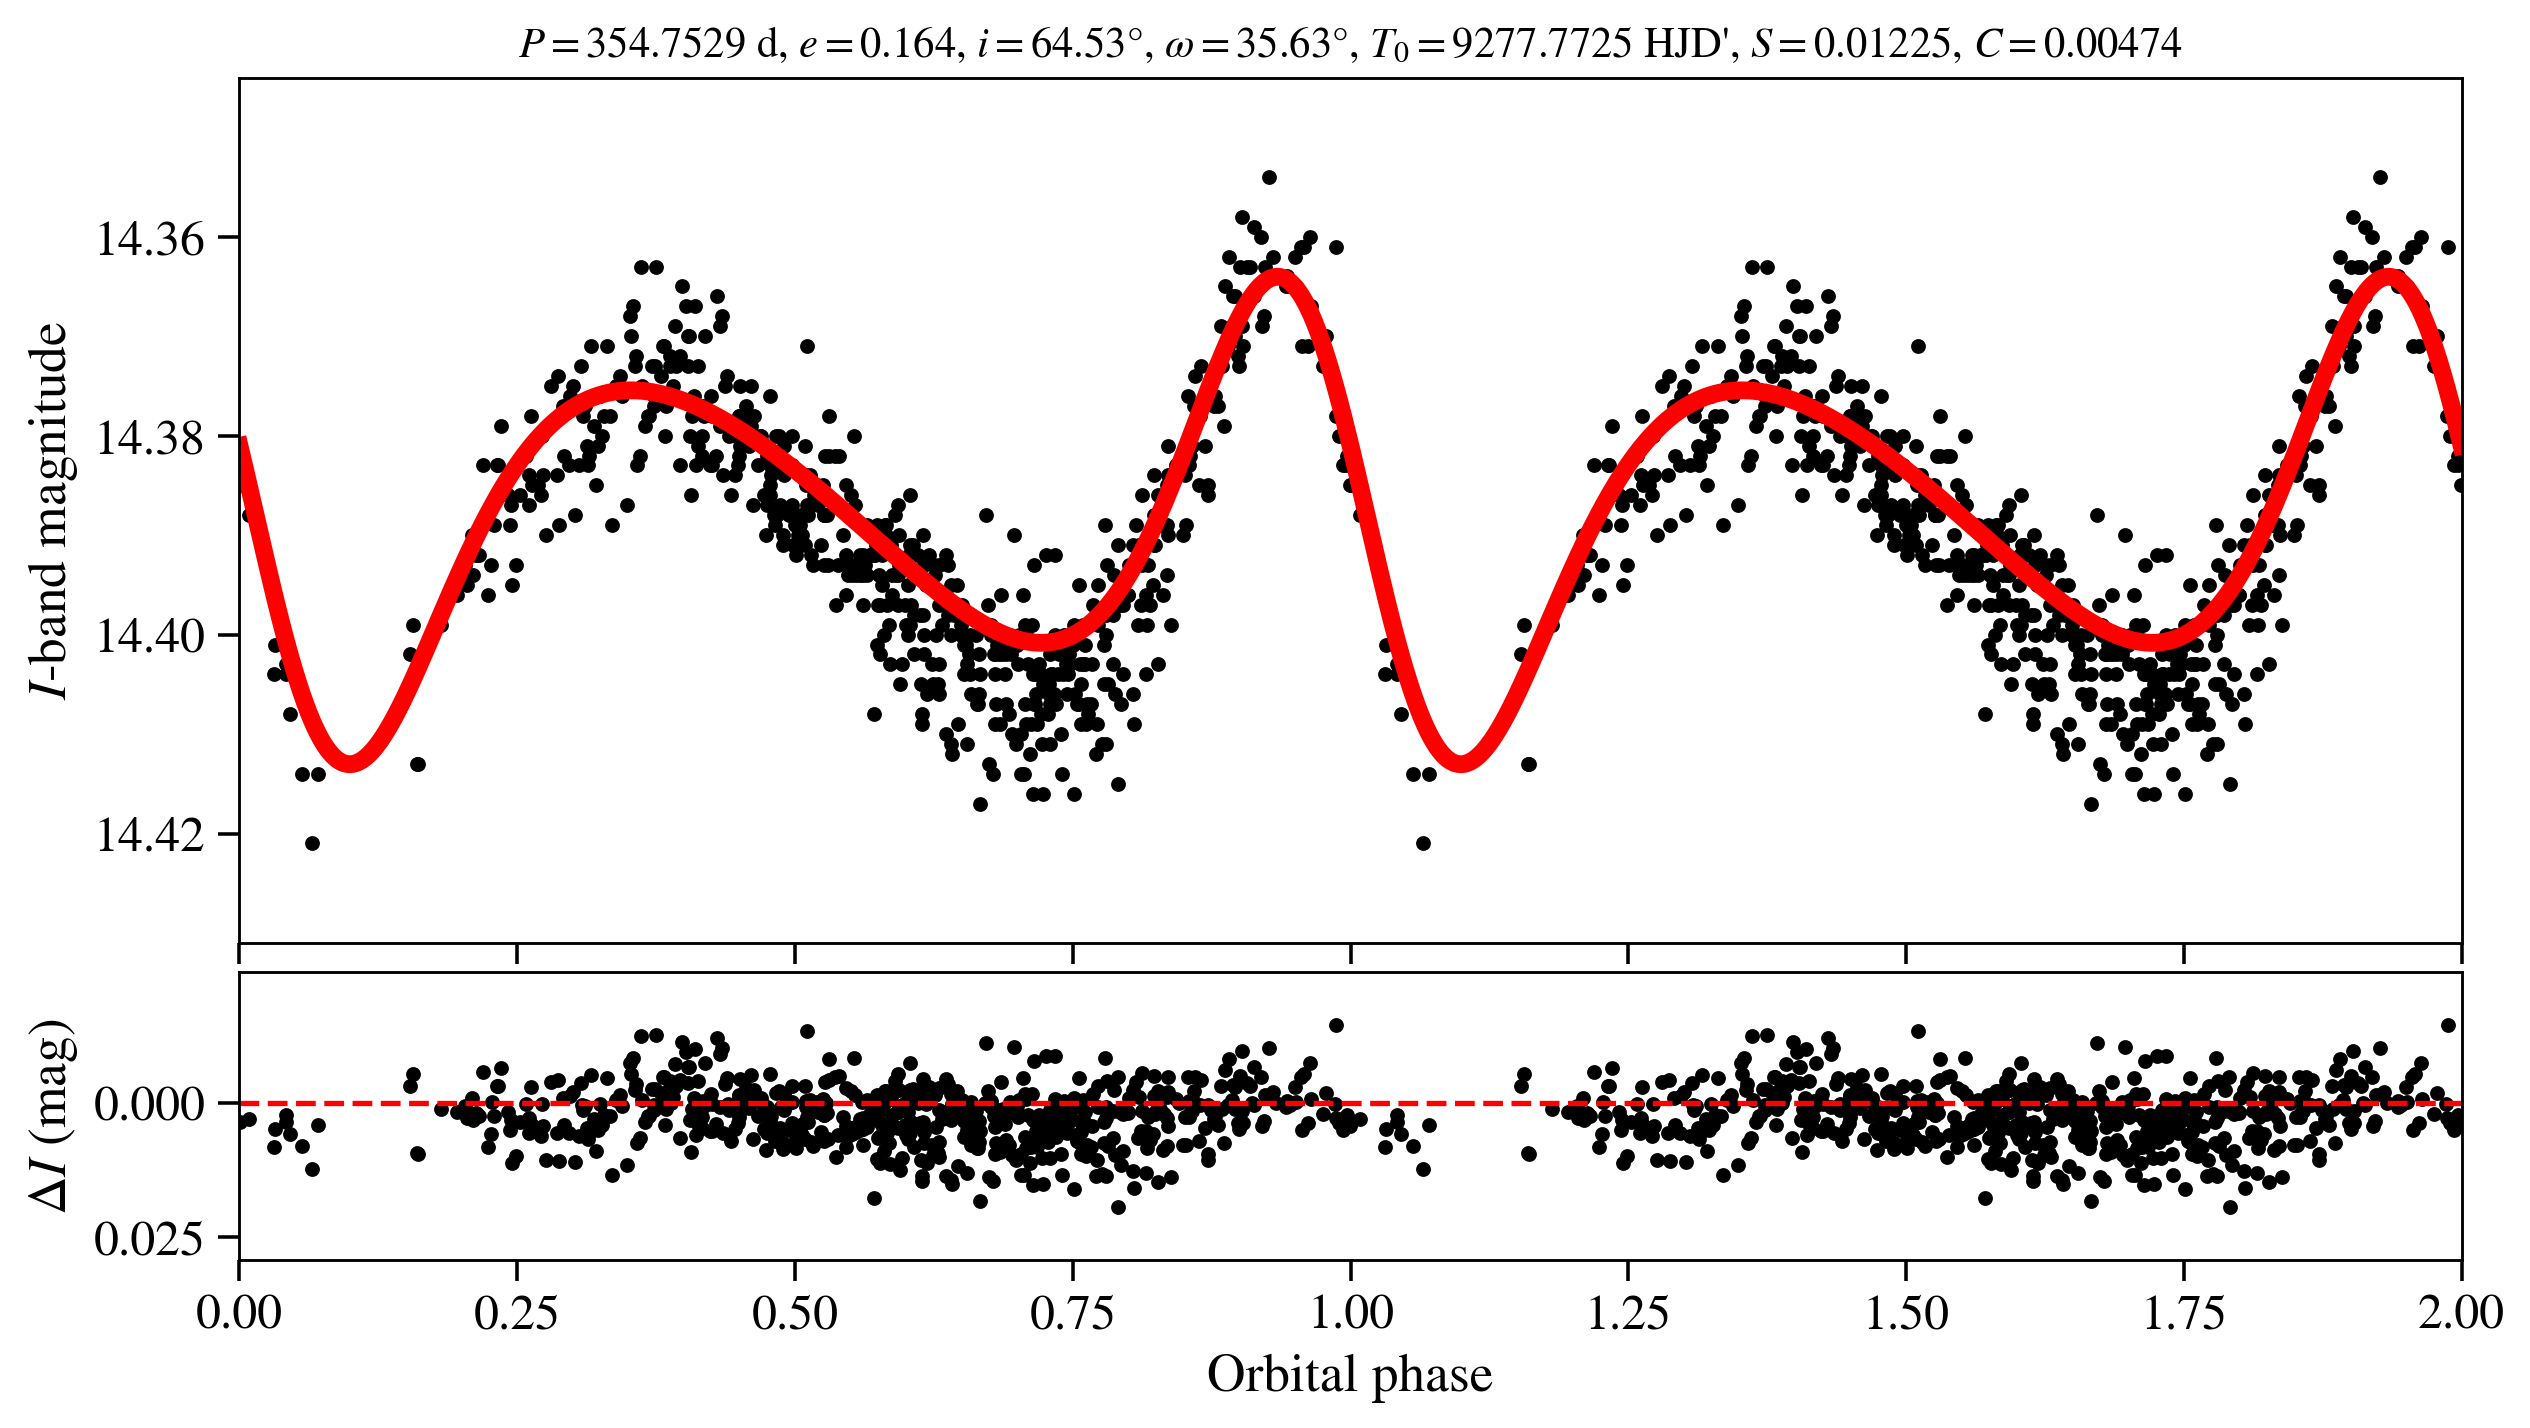 P = 354.7529 d, e = 0.164, i = 64.53°, ω = 35.63°, T₀ = 9277.7725 HJD', S = 0.01225, C = 0.00474
I-band magnitude
14.36
14.38
14.40
14.42
ΔI (mag)
0.000
0.025
0.00 0.25 0.50 0.75 1.00 1.25 1.50 1.75 2.00
Orbital phase